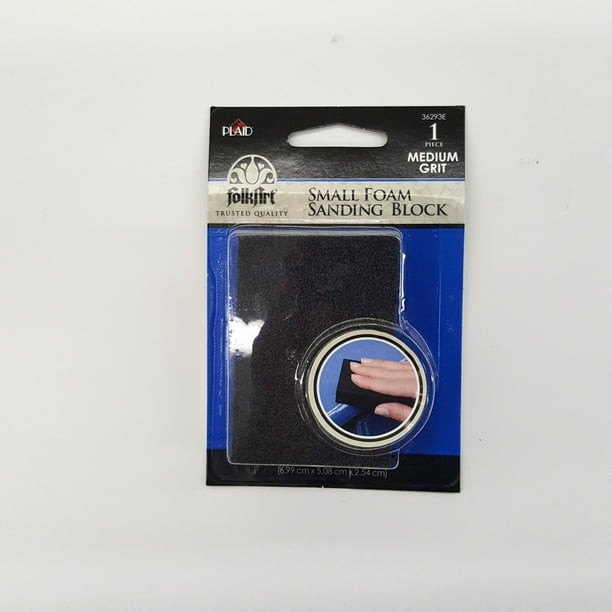 PLAID
36293E
1
PIECE
MEDIUM
GRIT
FolkArt
TRUSTED QUALITY
SMALL FOAM
SANDING BLOCK
(6.99 cm x 5.08 cm x 2.54 cm)